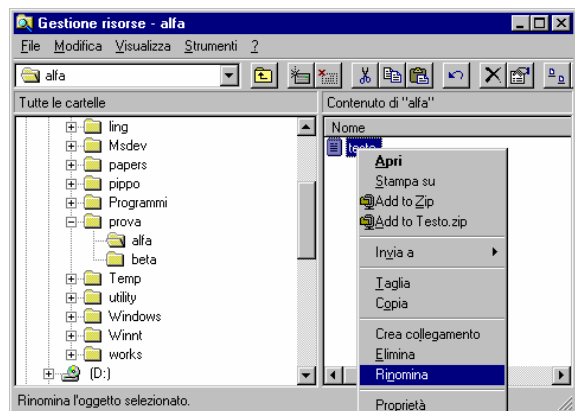 Gestione risorse - alfa
File Modifica Visualizza Strumenti ?
alfa
Tutte le cartelle
Contenuto di "alfa"
Nome
ling
Msdev
papers
pippo
Programmi
prova
alfa
beta
Temp
utility
Windows
Winnt
works
(D:)
testo
Apri
Stampa su
Add to Zip
Add to Testo.zip
Invia a
Taglia
Copia
Crea collegamento
Elimina
Rinomina
Proprietà
Rinomina l'oggetto selezionato.